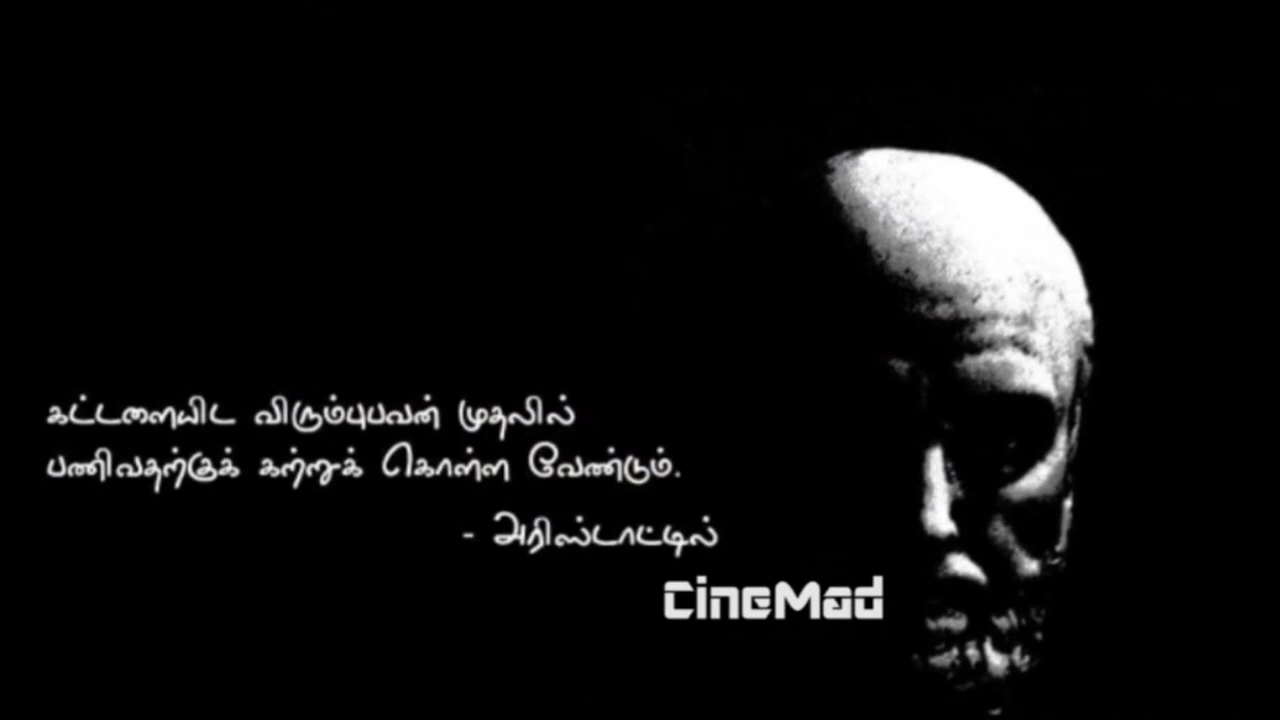 கட்டளையிட விரும்புபவன் முதலில்
பணிவதற்குக் கற்றுக் கொள்ள வேண்டும்.
- அரிஸ்டாட்டில்
CineMad